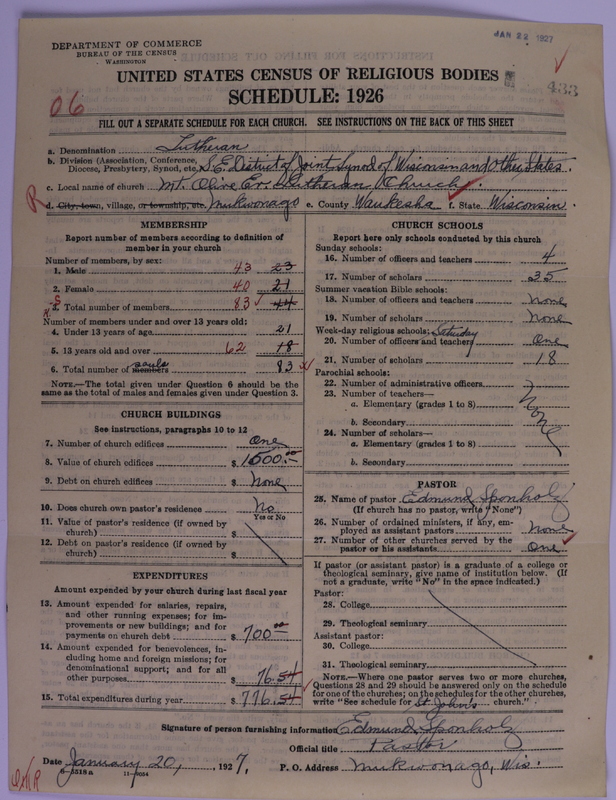 JAN 22 1927
DEPARTMENT OF COMMERCE
BUREAU OF THE CENSUS
WASHINGTON
UNITED STATES CENSUS OF RELIGIOUS BODIES
433
SCHEDULE: 1926
06
FILL OUT A SEPARATE SCHEDULE FOR EACH CHURCH. SEE INSTRUCTIONS ON THE BACK OF THIS SHEET
a. Denomination Lutheran
b. Division (Association, Conference, Diocese, Presbytery, Synod, etc.) S.E. District of Joint Synod of Wisconsin and Other States.
c. Local name of church Mt. Olive Ev. Lutheran Church.
R
d. City, town, village, or township, etc. Mukwonago e. County Waukesha f. State Wisconsin.
MEMBERSHIP
Report number of members according to definition of member in your church
Number of members, by sex:
1. Male 43 23
2. Female 40 21
3. Total number of members 83 44
Number of members under and over 13 years old:
4. Under 13 years of age 21
5. 13 years old and over 62 18
6. Total number of members souls 83
NOTE.—The total given under Question 6 should be the same as the total of males and females given under Question 3.
CHURCH BUILDINGS
See instructions, paragraphs 10 to 12
7. Number of church edifices One
8. Value of church edifices $ 1500.00
9. Debt on church edifices $ None
10. Does church own pastor's residence No
Yes or No
11. Value of pastor's residence (if owned by church) $
12. Debt on pastor's residence (if owned by church) $
EXPENDITURES
Amount expended by church during last fiscal year
13. Amount expended for salaries, repairs, and other running expenses; for improvements or new buildings; and for payments on church debt $ 700.00
14. Amount expended for benevolences, including home and foreign missions; for denominational support; and for all other purposes $ 76.54
15. Total expenditures during year $ 776.54
CHURCH SCHOOLS
Report here only schools conducted by this church
Sunday schools:
16. Number of officers and teachers 4
17. Number of scholars 35
Summer vacation Bible schools:
18. Number of officers and teachers None
19. Number of scholars None
Week-day religious schools: Saturday
20. Number of officers and teachers One
21. Number of scholars 18
Parochial schools:
22. Number of administrative officers
23. Number of teachers—
a. Elementary (grades 1 to 8)
None
b. Secondary
24. Number of scholars—
a. Elementary (grades 1 to 8)
b. Secondary
PASTOR
25. Name of pastor Edmund Sponholz
(If church has no pastor, write "None")
26. Number of ordained ministers, if any, employed as assistant pastors None
27. Number of other churches served by the pastor or his assistants One
If pastor (or assistant pastor) is a graduate of a college or theological seminary, give name of institution below. (If not a graduate, write "No" in the space indicated.)
Pastor:
28. College
29. Theological seminary
Assistant pastor:
30. College
31. Theological seminary
NOTE.—Where one pastor serves two or more churches, Questions 28 and 29 should be answered only on the schedule for one of the churches; on the schedules for the other churches, write "See schedule for St. John's church."
Signature of person furnishing information Edmund Sponholz
Official title Pastor
Date January 20, 1927, P. O. Address Mukwonago, Wis.
6-5518a 11-9054